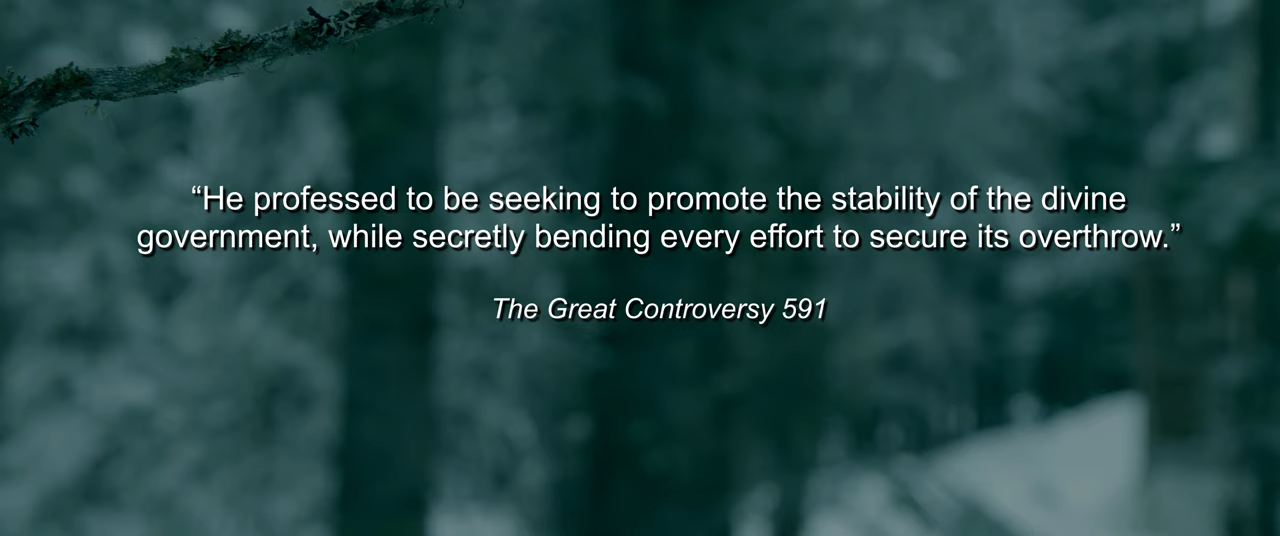 “He professed to be seeking to promote the stability of the divine
government, while secretly bending every effort to secure its overthrow.”
The Great Controversy 591